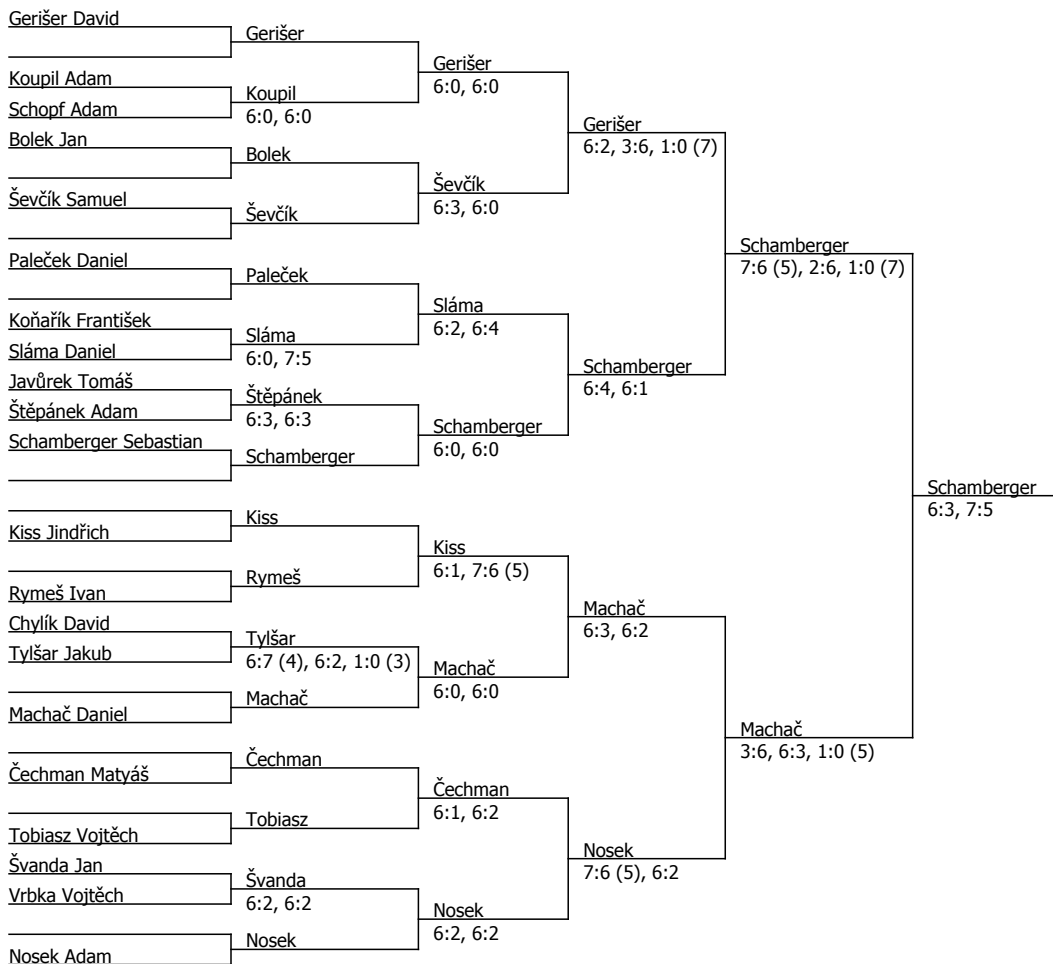 Gerišer David
Koupil Adam
Schopf Adam
Bolek Jan
Ševčík Samuel
Paleček Daniel
Koňařík František
Sláma Daniel
Javůrek Tomáš
Štěpánek Adam
Schamberger Sebastian
Kiss Jindřich
Rymeš Ivan
Chylík David
Tylšar Jakub
Machač Daniel
Čechman Matyáš
Tobiasz Vojtěch
Švanda Jan
Vrbka Vojtěch
Nosek Adam
Gerišer
Koupil
6:0, 6:0
Bolek
Ševčík
Paleček
Sláma
6:0, 7:5
Štěpánek
6:3, 6:3
Schamberger
Kiss
Rymeš
Tylšar
6:7 (4), 6:2, 1:0 (3)
Machač
Čechman
Tobiasz
Švanda
6:2, 6:2
Nosek
Gerišer
6:0, 6:0
Ševčík
6:3, 6:0
Sláma
6:2, 6:4
Schamberger
6:0, 6:0
Kiss
6:1, 7:6 (5)
Machač
6:0, 6:0
Čechman
6:1, 6:2
Nosek
6:2, 6:2
Gerišer
6:2, 3:6, 1:0 (7)
Schamberger
6:4, 6:1
Machač
6:3, 6:2
Nosek
7:6 (5), 6:2
Schamberger
7:6 (5), 2:6, 1:0 (7)
Machač
3:6, 6:3, 1:0 (5)
Schamberger
6:3, 7:5